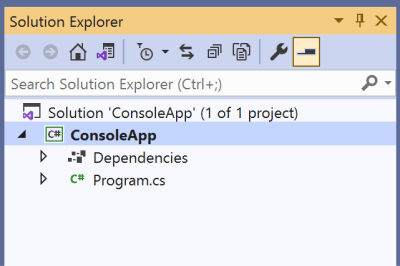 Solution Explorer
Search Solution Explorer (Ctrl+;)
Solution 'ConsoleApp' (1 of 1 project)
C# ConsoleApp
Dependencies
C# Program.cs